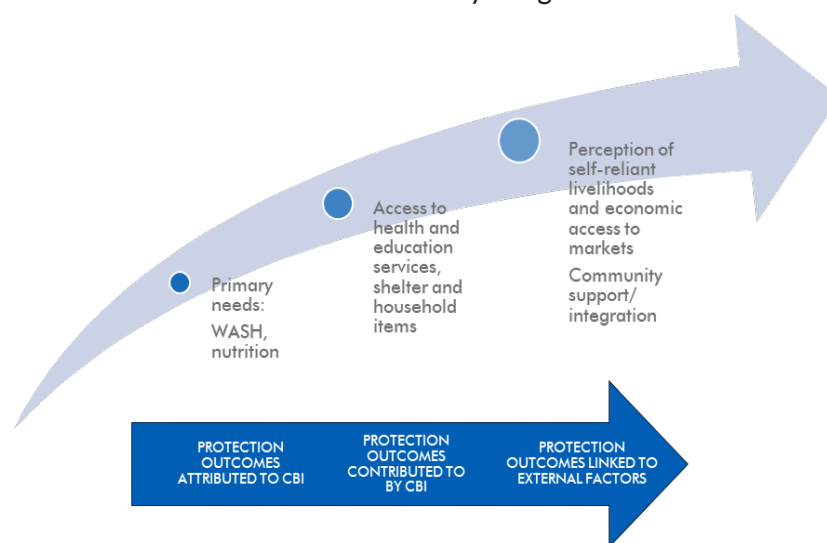 Primary
needs:
WASH,
nutrition
Access to
health and
education
services,
shelter and
household
items
Perception of
self-reliant
livelihoods
and economic
access to
markets
Community
support/
integration
PROTECTION
OUTCOMES
ATTRIBUTED TO CBI
PROTECTION
OUTCOMES
CONTRIBUTED TO
BY CBI
PROTECTION
OUTCOMES LINKED TO
EXTERNAL FACTORS